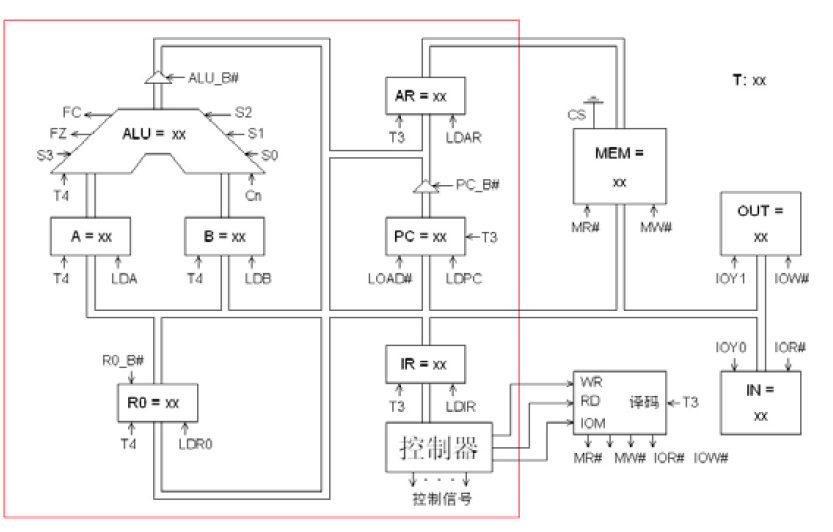 ALU_B#
AR = xx
T: xx
FC
S2
CS
FZ
ALU = xx
S1
T3
LDAR
S3
S0
MEM =
xx
T4
Cn
PC_B#
OUT =
xx
A = xx
B = xx
PC = xx
T3
MR#
MW#
T4
LDA
T4
LDB
LOAD#
LDPC
IOY1
IOW#
R0_B#
IR = xx
IOY0
IOR#
WR
RD
译码
T3
IOM
IN =
xx
R0 = xx
T3
LDIR
T4
LDR0
控制器
MR# MW# IOR# IOW#
控制信号